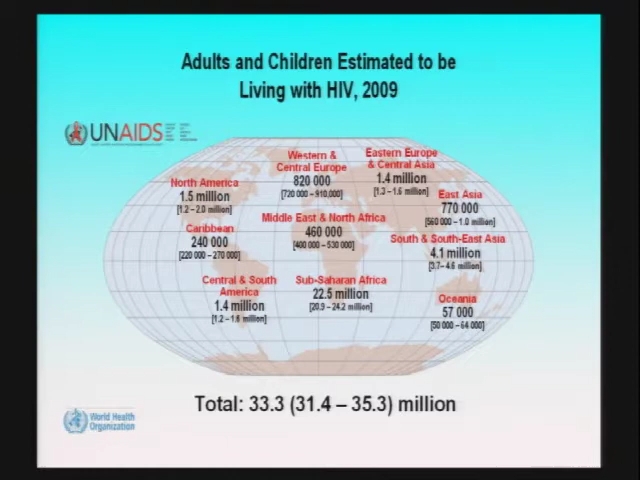 Adults and Children Estimated to be
Living with HIV, 2009
UNAIDS
Western &
Central Europe
820 000
[720 000 – 910,000]
Eastern Europe
& Central Asia
1.4 million
[1.3 – 1.6 million]
North America
1.5 million
[1.2 – 2.0 million]
East Asia
770 000
[560 000 – 1.0 million]
Caribbean
240 000
[220 000 – 270 000]
Middle East & North Africa
460 000
[400 000 – 530 000]
South & South-East Asia
4.1 million
[3.7– 4.6 million]
Central & South
America
1.4 million
[1.2 – 1.6 million]
Sub-Saharan Africa
22.5 million
[20.9 – 24.2 million]
Oceania
57 000
[50 000 – 64 000]
Total: 33.3 (31.4 – 35.3) million
World Health
Organization